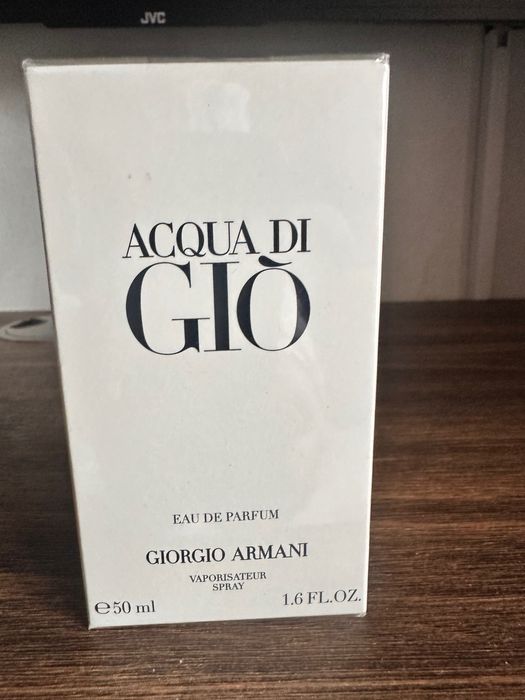 JVC
ACQUA DI
GIÒ
EAU DE PARFUM
GIORGIO ARMANI
VAPORISATEUR
SPRAY
℮50 ml 1.6 FL.OZ.